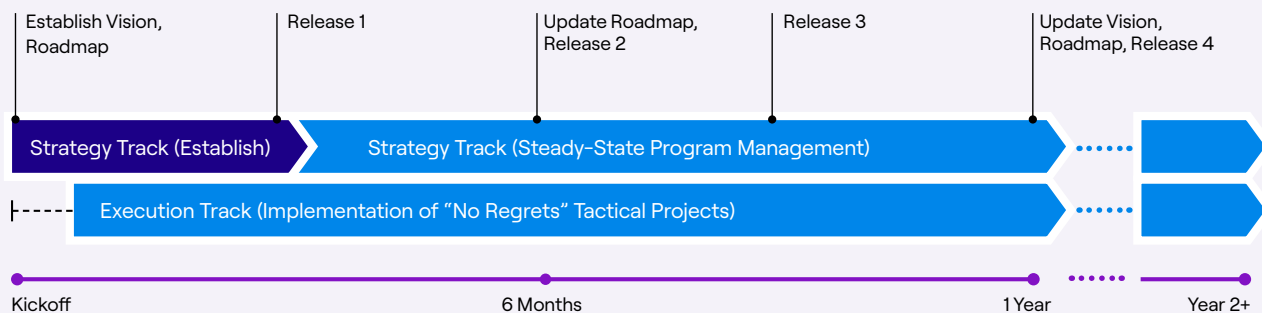 Establish Vision,
Roadmap
Release 1
Update Roadmap,
Release 2
Release 3
Update Vision,
Roadmap, Release 4
Strategy Track (Establish)
Strategy Track (Steady-State Program Management)
Execution Track (Implementation of “No Regrets” Tactical Projects)
Kickoff
6 Months
1 Year
Year 2+